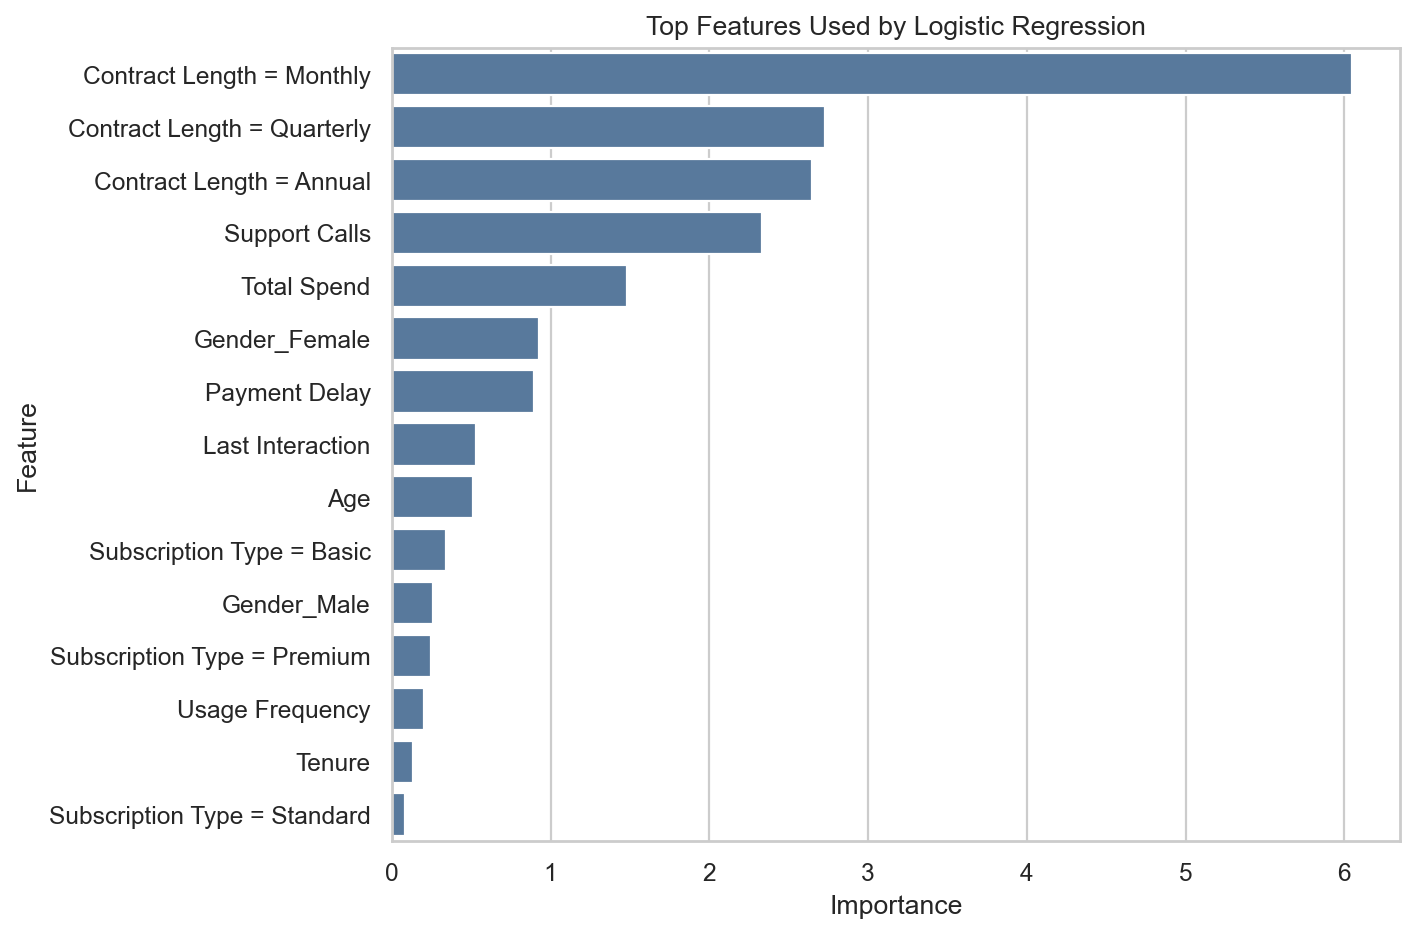 Top Features Used by Logistic Regression
Contract Length = Monthly
Contract Length = Quarterly
Contract Length = Annual
Support Calls
Total Spend
Gender_Female
Payment Delay
Last Interaction
Age
Subscription Type = Basic
Gender_Male
Subscription Type = Premium
Usage Frequency
Tenure
Subscription Type = Standard
Feature
0 1 2 3 4 5 6
Importance